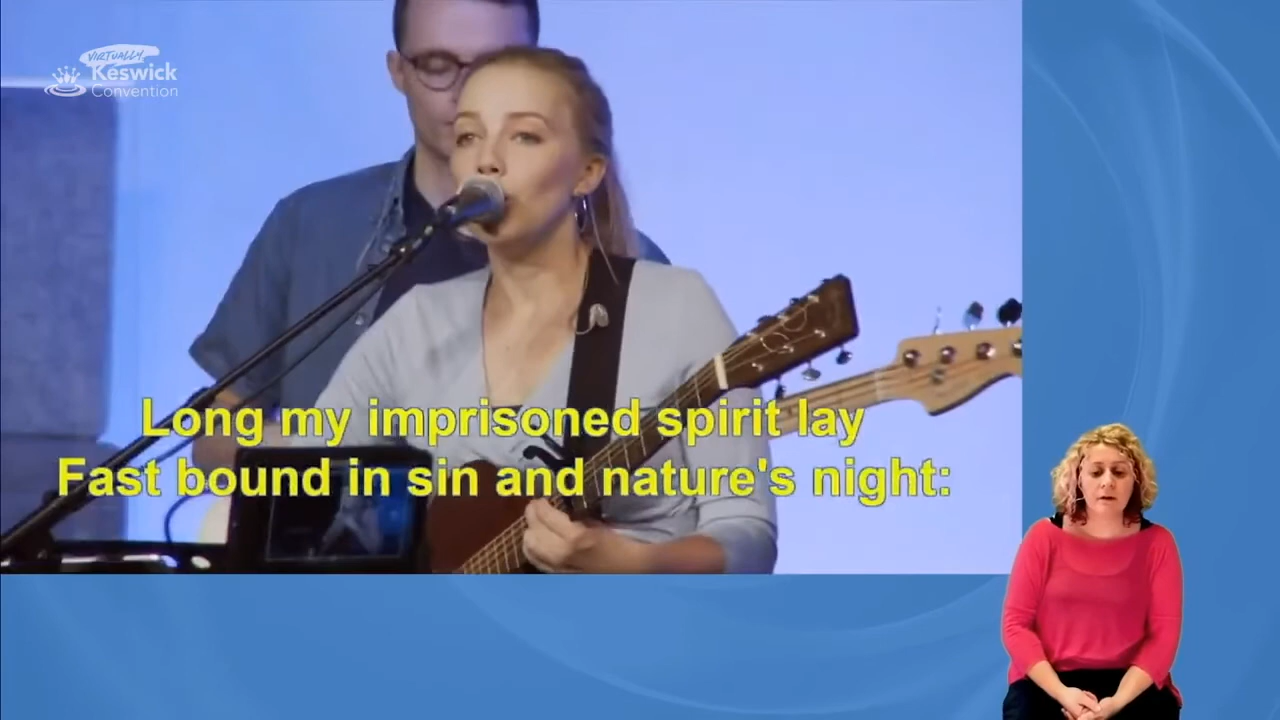 VIRTUALLY
Keswick
Convention
Long my imprisoned spirit lay
Fast bound in sin and nature's night: